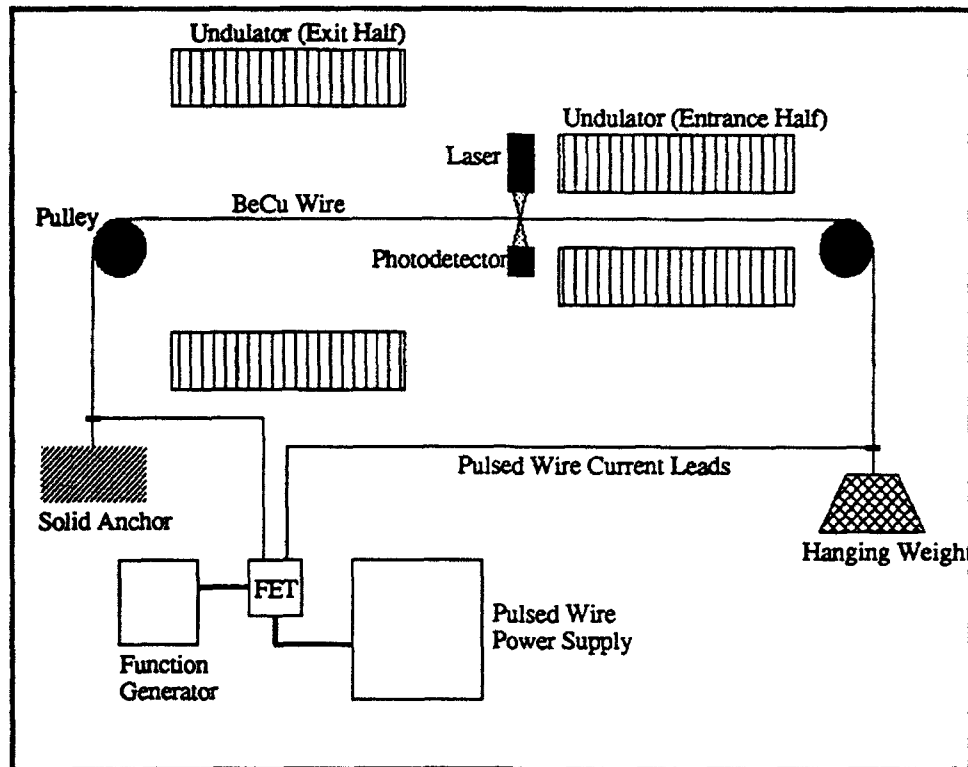 Undulator (Exit Half)
Undulator (Entrance Half)
Laser
BeCu Wire
Pulley
Photodetector
Pulsed Wire Current Leads
Solid Anchor
Hanging Weight
FET
Pulsed Wire
Power Supply
Function
Generator